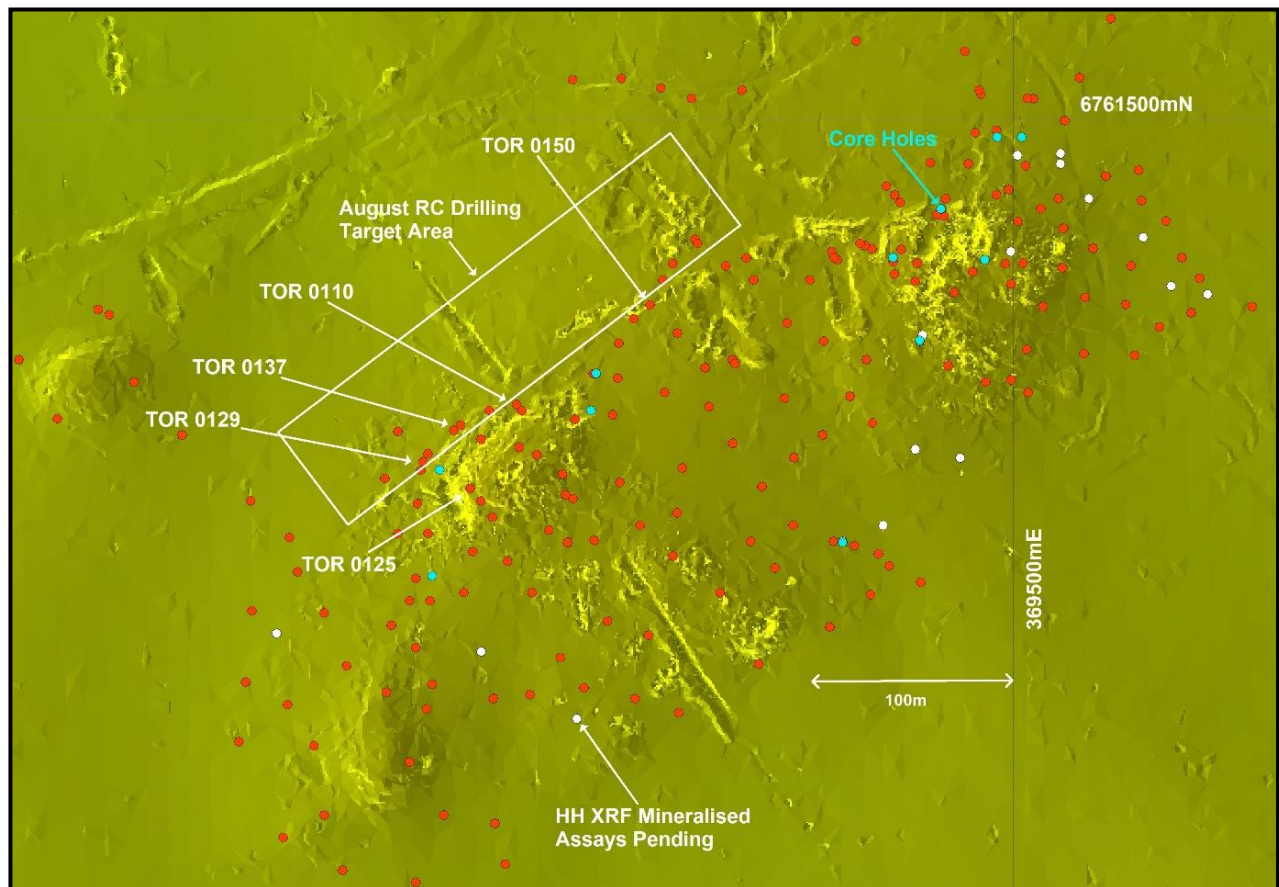 6761500mN
Core Holes
TOR 0150
August RC Drilling
Target Area
TOR 0110
TOR 0137
TOR 0129
TOR 0125
369500mE
100m
HH XRF Mineralised
Assays Pending